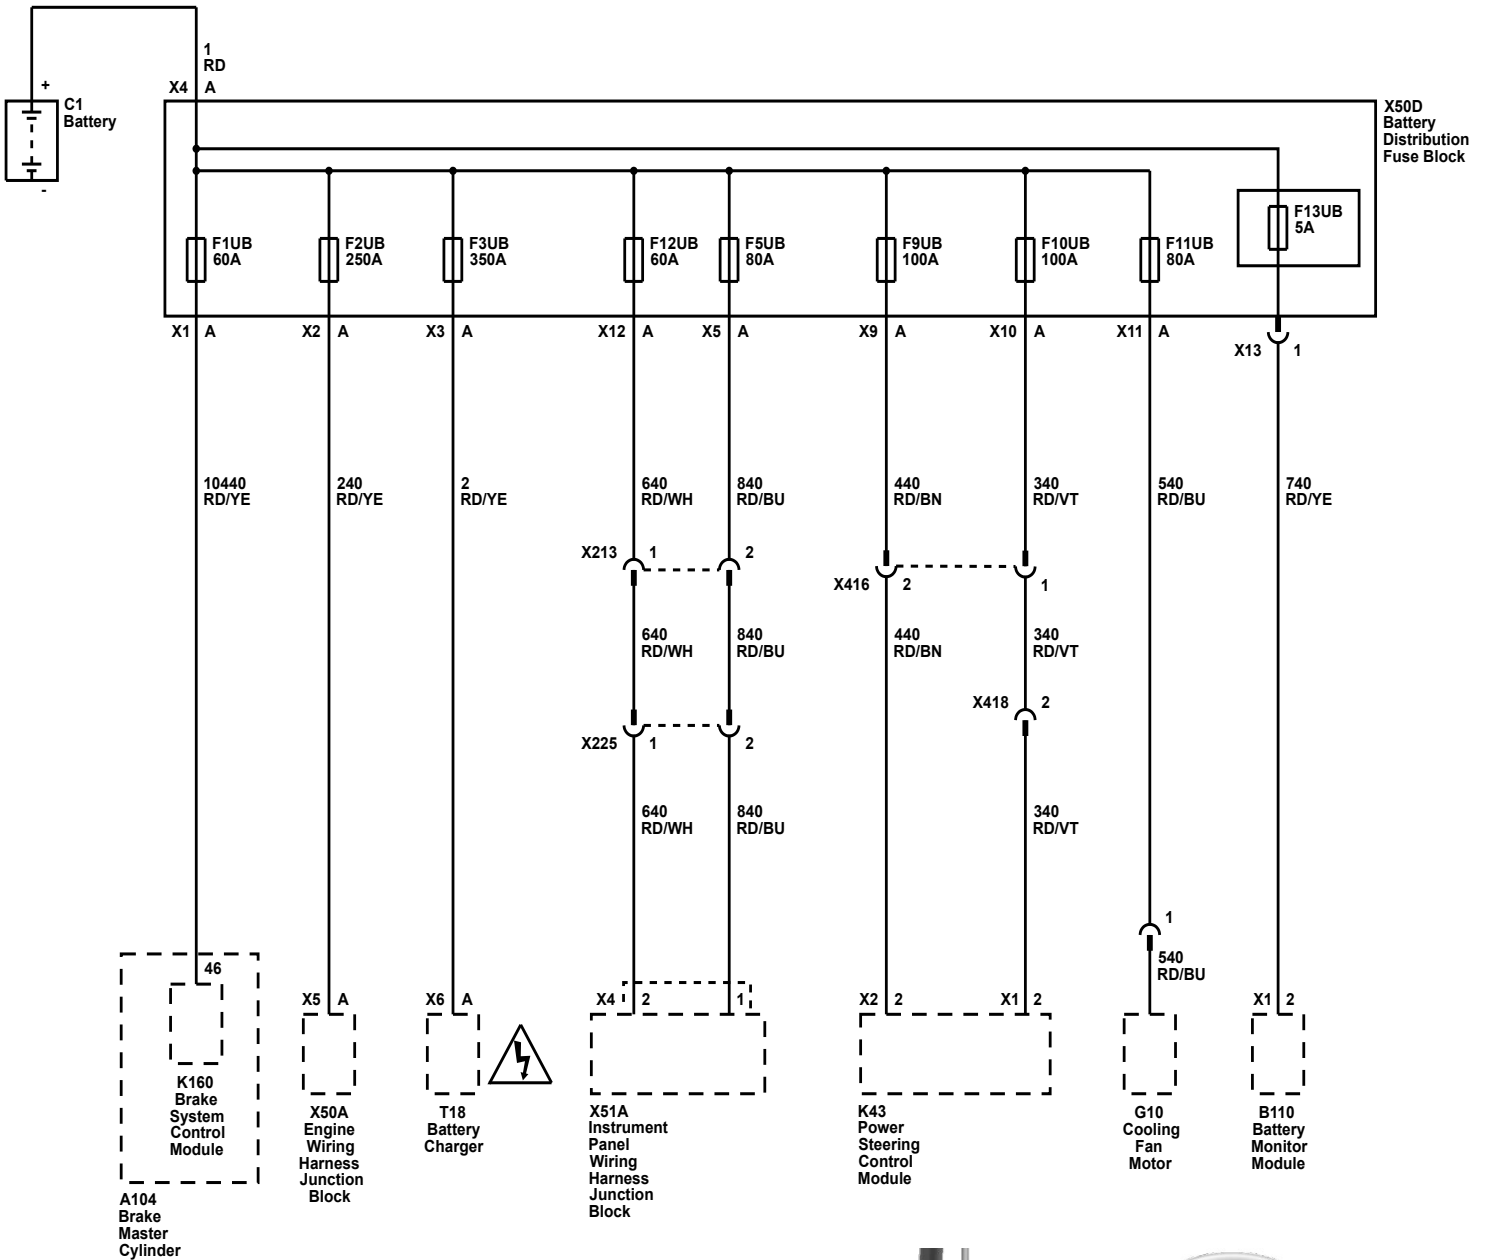 1
RD
X4 A
+
C1
Battery
-
X50D
Battery
Distribution
Fuse Block
F1UB
60A
F2UB
250A
F3UB
350A
F12UB
60A
F5UB
80A
F9UB
100A
F10UB
100A
F11UB
80A
F13UB
5A
X1 A
X2 A
X3 A
X12 A
X5 A
X9 A
X10 A
X11 A
X13 1
10440
RD/YE
240
RD/YE
2
RD/YE
640
RD/WH
840
RD/BU
440
RD/BN
340
RD/VT
540
RD/BU
740
RD/YE
X213 1 2
X416 2 1
640
RD/WH
840
RD/BU
440
RD/BN
340
RD/VT
X418 2
X225 1 2
640
RD/WH
840
RD/BU
340
RD/VT
1
540
RD/BU
46
X5 A
X6 A
X4 2 1
X2 2
X1 2
X1 2
K160
Brake
System
Control
Module
A104
Brake
Master
Cylinder
X50A
Engine
Wiring
Harness
Junction
Block
T18
Battery
Charger
X51A
Instrument
Panel
Wiring
Harness
Junction
Block
K43
Power
Steering
Control
Module
G10
Cooling
Fan
Motor
B110
Battery
Monitor
Module